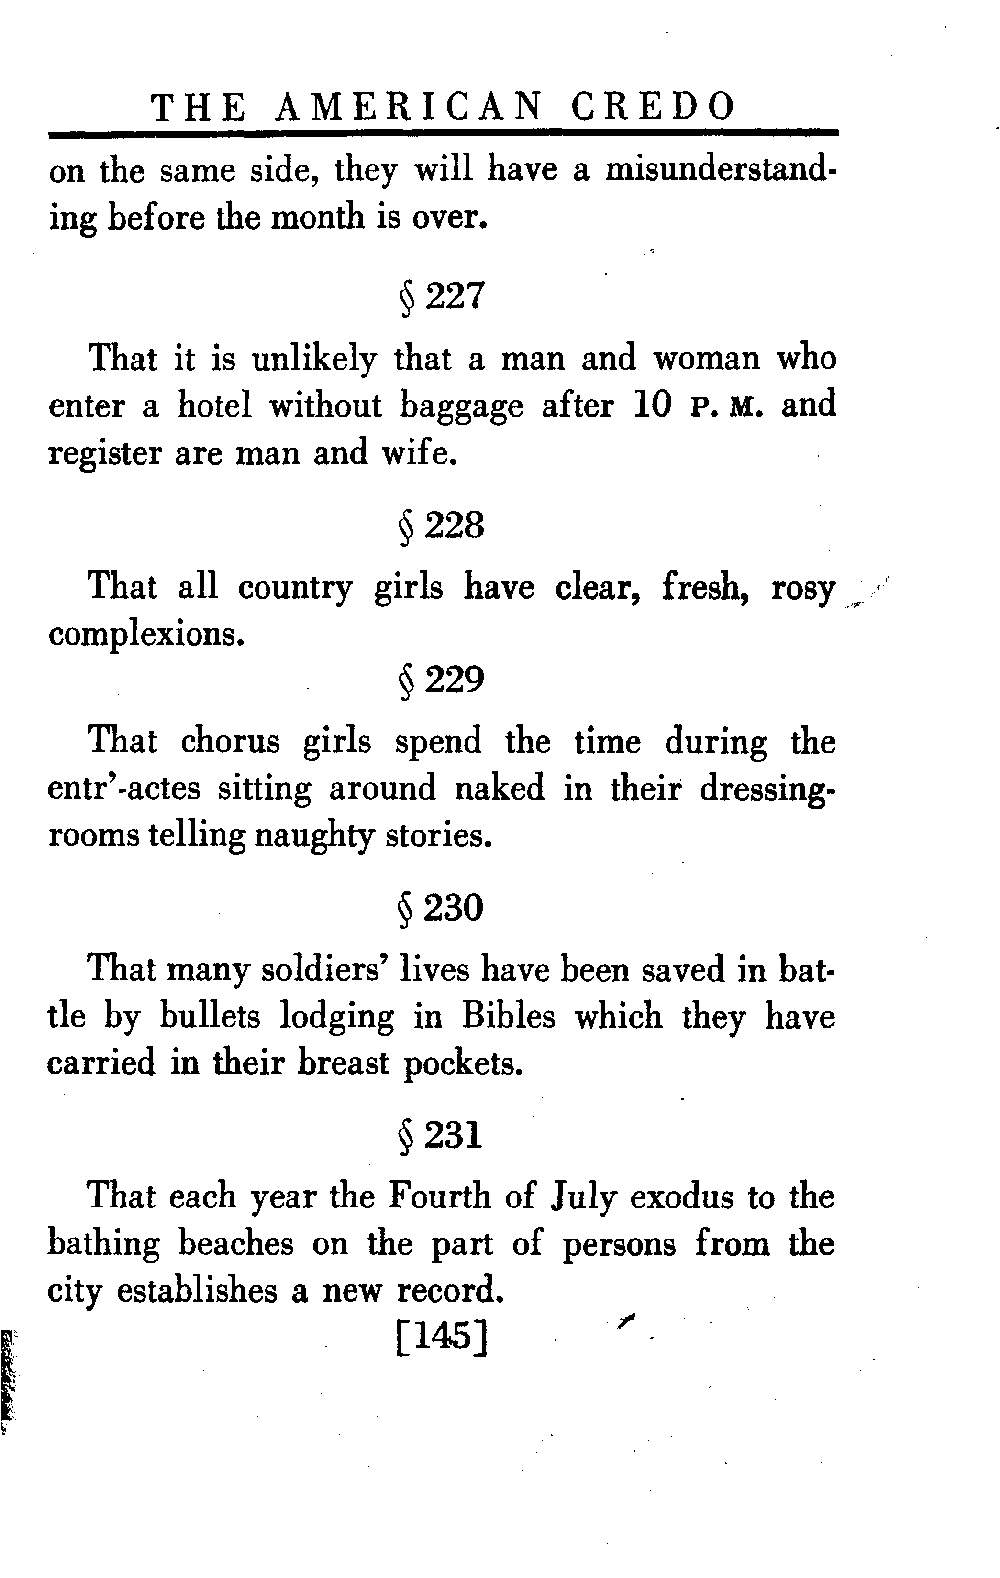 THE AMERICAN CREDO
on the same side, they will have a misunderstand-
ing before the month is over.
§ 227
That it is unlikely that a man and woman who
enter a hotel without baggage after 10 P. M. and
register are man and wife.
§ 228
That all country girls have clear, fresh, rosy
complexions.
§ 229
That chorus girls spend the time during the
entr'-actes sitting around naked in their dressing-
rooms telling naughty stories.
§ 230
That many soldiers' lives have been saved in bat-
tle by bullets lodging in Bibles which they have
carried in their breast pockets.
§ 231
That each year the Fourth of July exodus to the
bathing beaches on the part of persons from the
city establishes a new record.
[145]